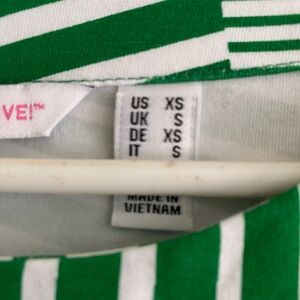 VE!™
US XS
UK S
DE XS
IT S
MADE IN
VIETNAM